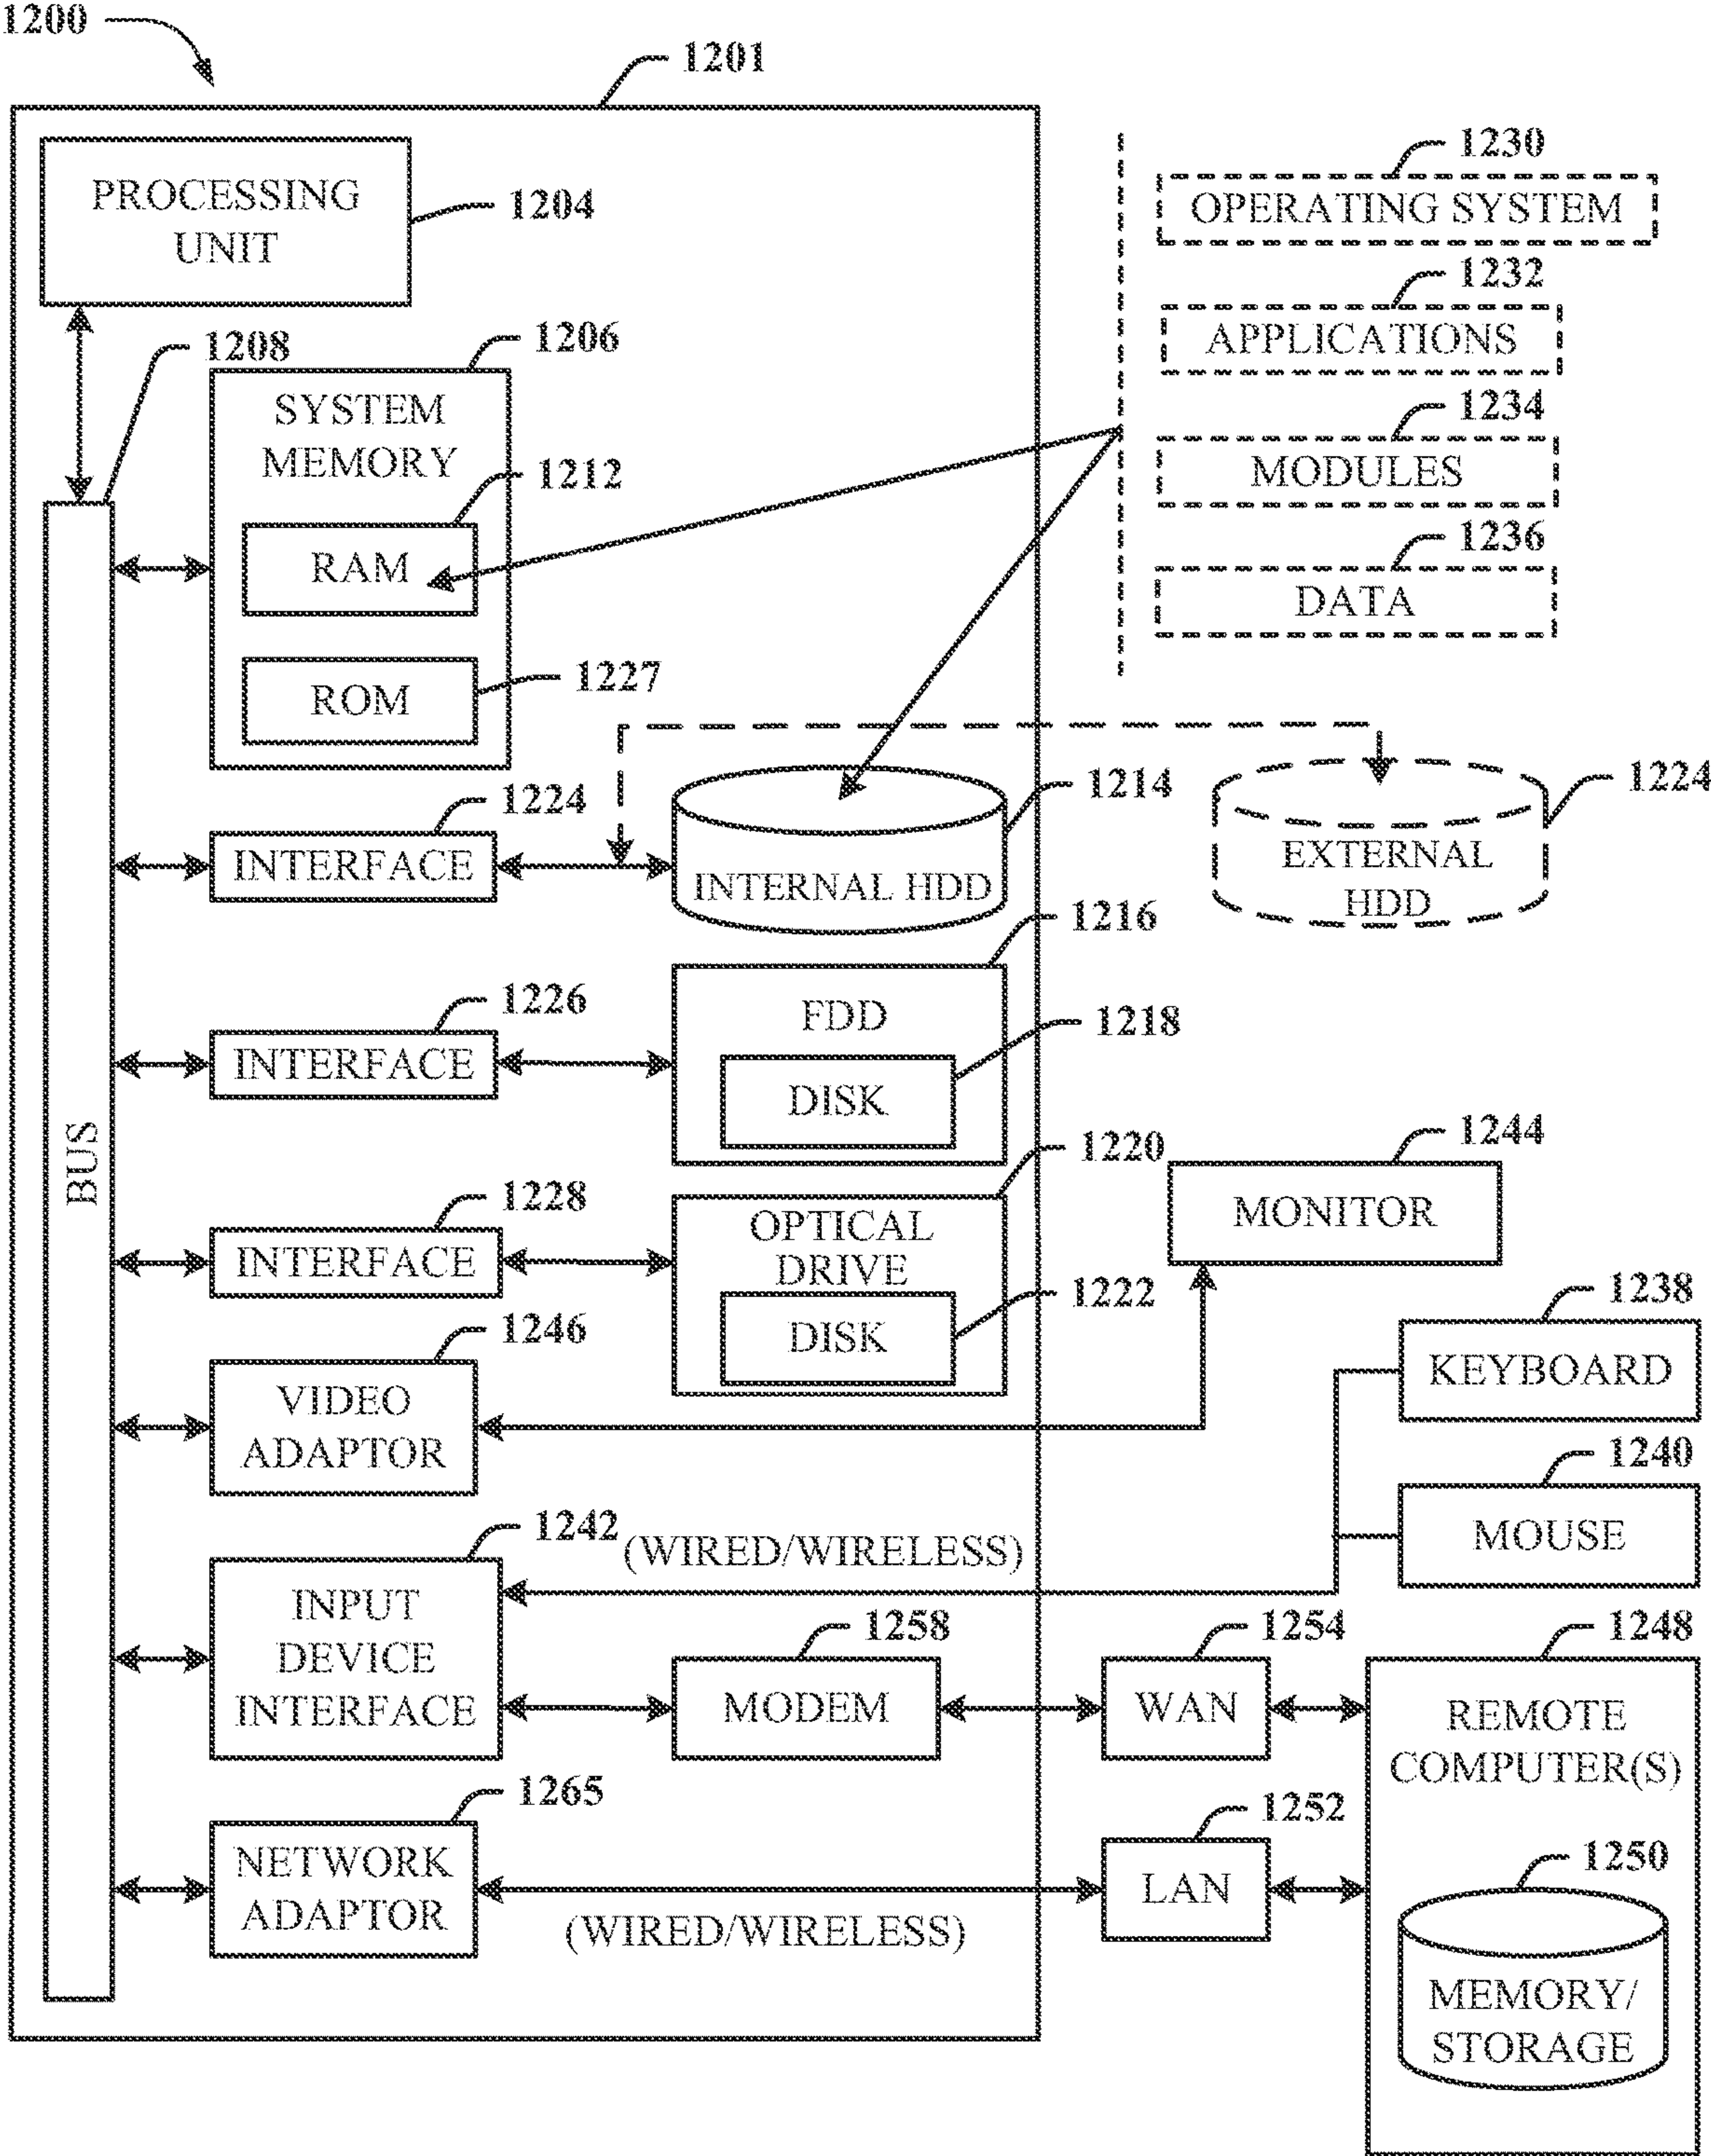 1200
1201
PROCESSING
UNIT
1204
1230
OPERATING SYSTEM
1232
APPLICATIONS
1234
MODULES
1236
DATA
1208
1206
SYSTEM
MEMORY
1212
RAM
1227
ROM
1224
INTERFACE
1214
INTERNAL HDD
1224
EXTERNAL
HDD
1216
FDD
1226
INTERFACE
1218
DISK
BUS
1220
OPTICAL
DRIVE
1228
INTERFACE
1222
DISK
1244
MONITOR
1246
VIDEO
ADAPTOR
1238
KEYBOARD
1240
MOUSE
1242
(WIRED/WIRELESS)
INPUT
DEVICE
INTERFACE
1258
MODEM
1254
WAN
1248
REMOTE
COMPUTER(S)
1265
NETWORK
ADAPTOR
(WIRED/WIRELESS)
1252
LAN
1250
MEMORY/
STORAGE